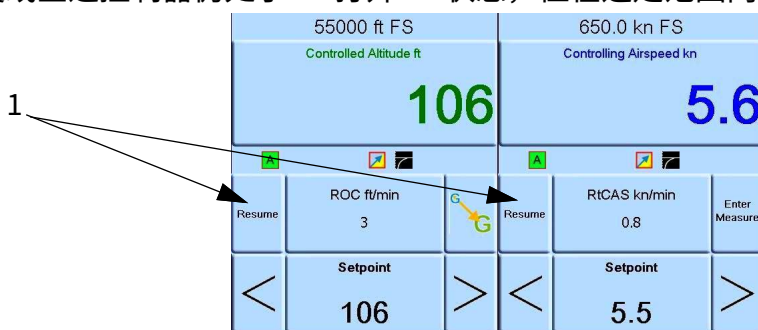 55000 ft FS
650.0 kn FS
Controlled Altitude ft
Controlling Airspeed kn
106
5.6
1
A
A
Resume
ROC ft/min
3
G
G
Resume
RtCAS kn/min
0.8
Enter
Measure
<
Setpoint
106
>
<
Setpoint
5.5
>